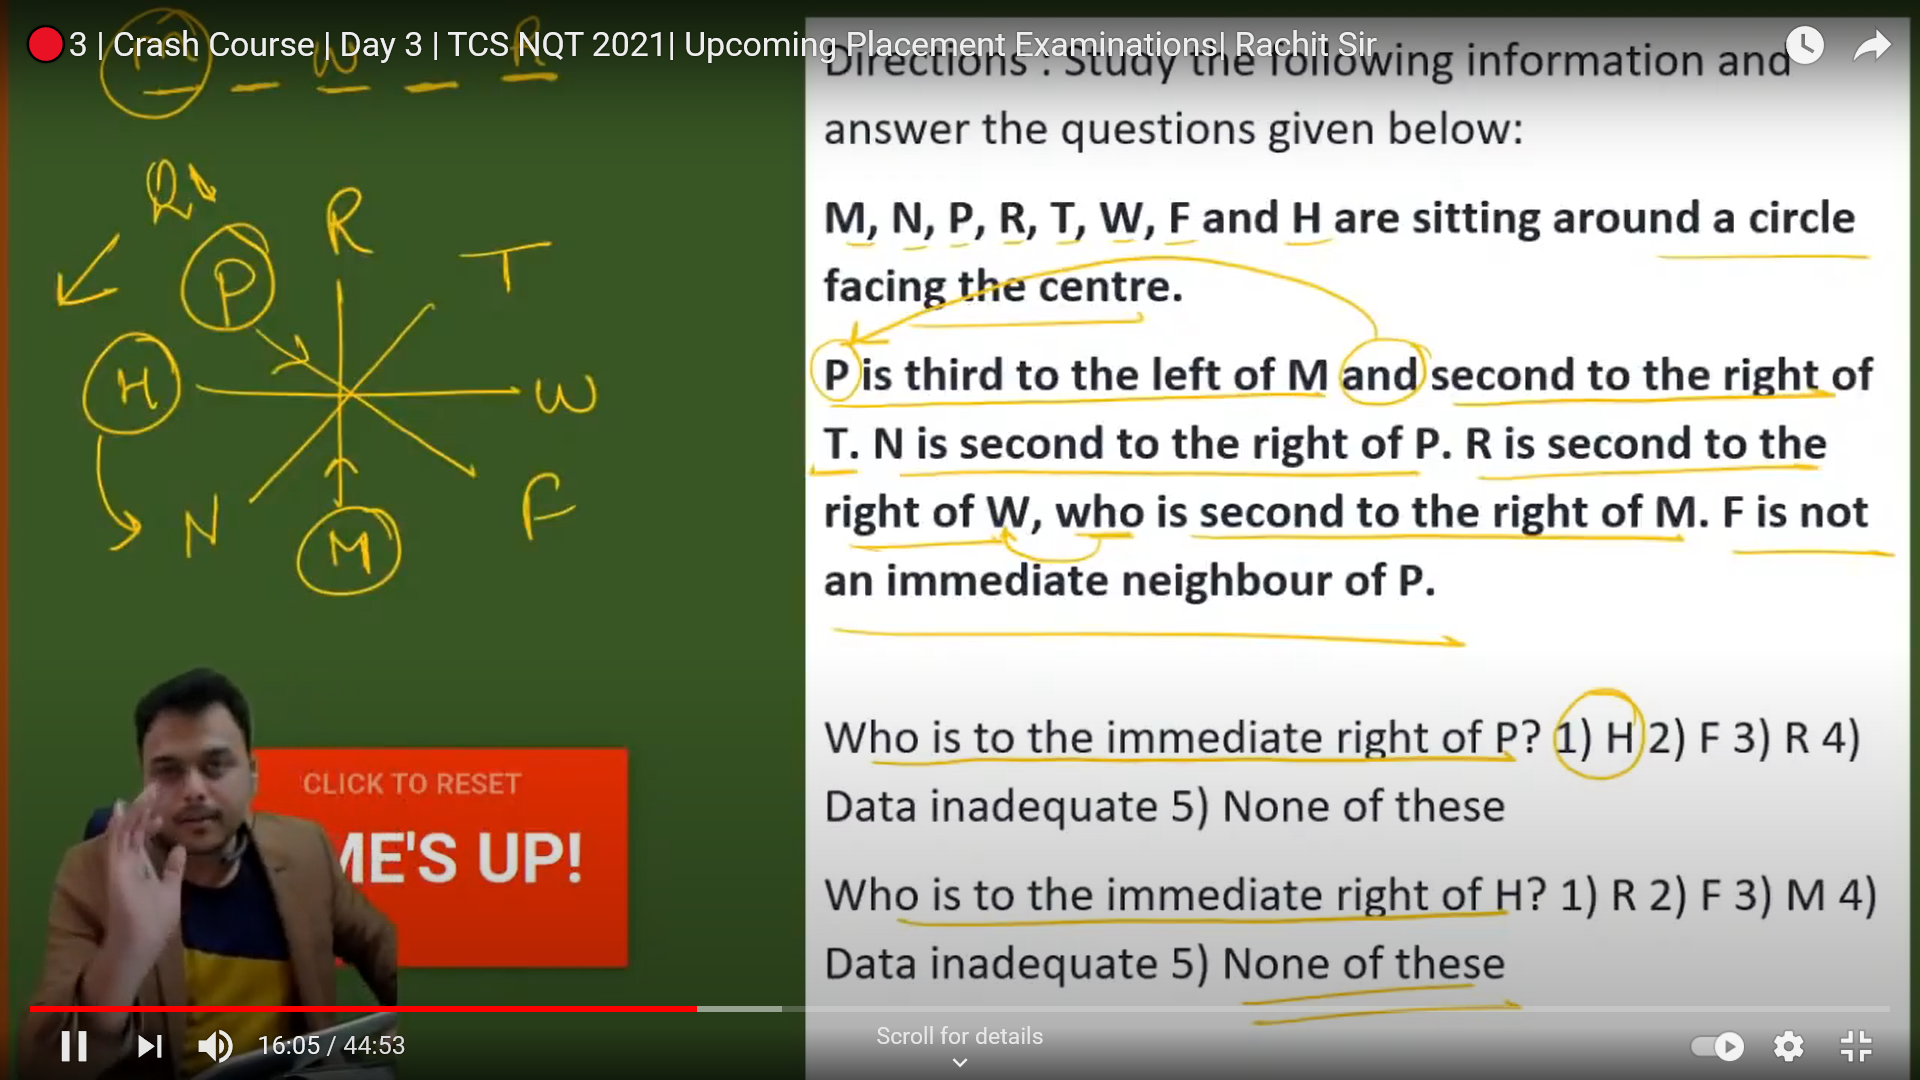 3 | Crash Course | Day 3 | TCS NQT 2021| Upcoming Placement Examinations| Rachit Sir
M W R
R
P
R
T
H
W
N
M
F
Directions : Study the following information and
answer the questions given below:
M, N, P, R, T, W, F and H are sitting around a circle
facing the centre.
P is third to the left of M and second to the right of
T. N is second to the right of P. R is second to the
right of W, who is second to the right of M. F is not
an immediate neighbour of P.
Who is to the immediate right of P? 1) H 2) F 3) R 4)
Data inadequate 5) None of these
Who is to the immediate right of H? 1) R 2) F 3) M 4)
Data inadequate 5) None of these
CLICK TO RESET
ME'S UP!
16:05 / 44:53
Scroll for details